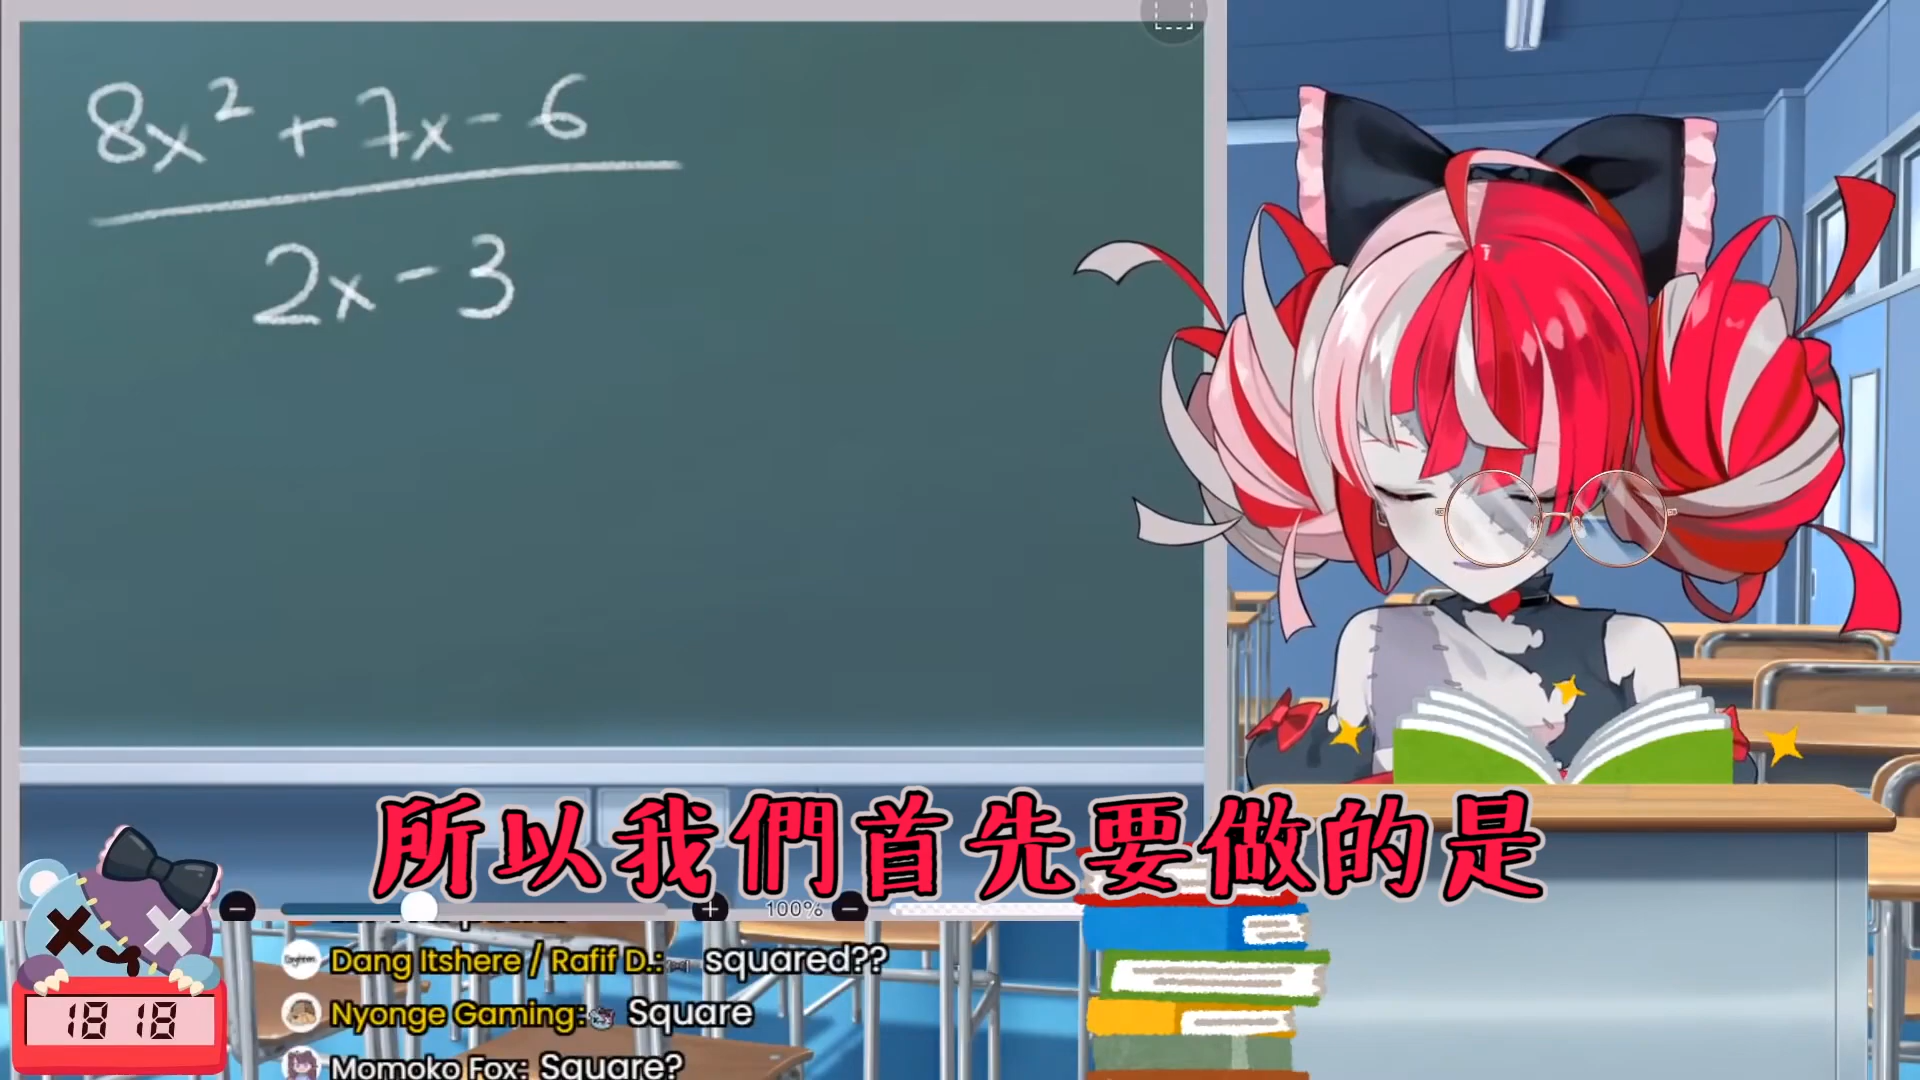 8x² + 7x - 6
2x - 3
所以我們首先要做的是
100%
Dang Itshere / Rafif D.: squared??
Nyonge Gaming: Square
Momoko Fox: Square?
18 18